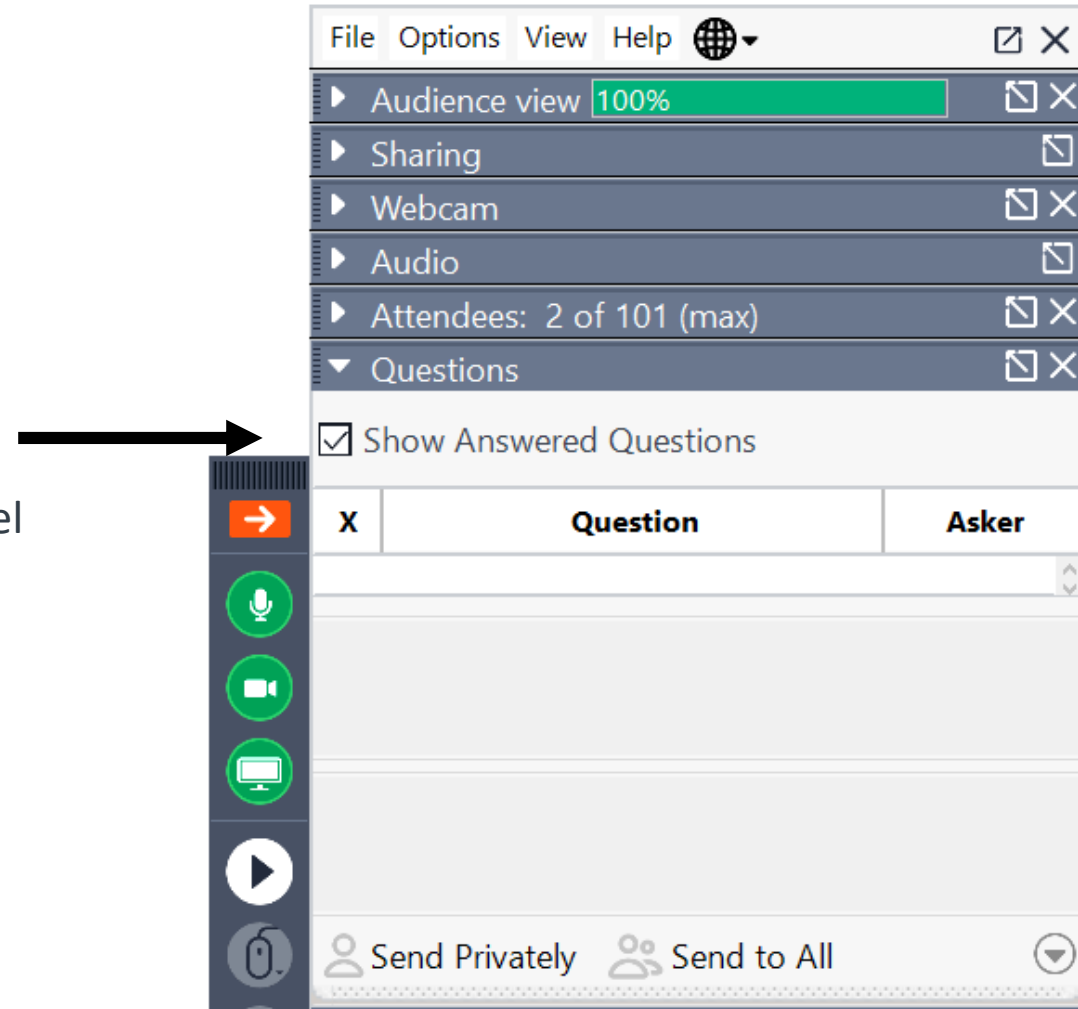 File Options View Help
Audience view 100%
Sharing
Webcam
Audio
Attendees: 2 of 101 (max)
Questions
Show Answered Questions
el
X Question Asker
Send Privately Send to All